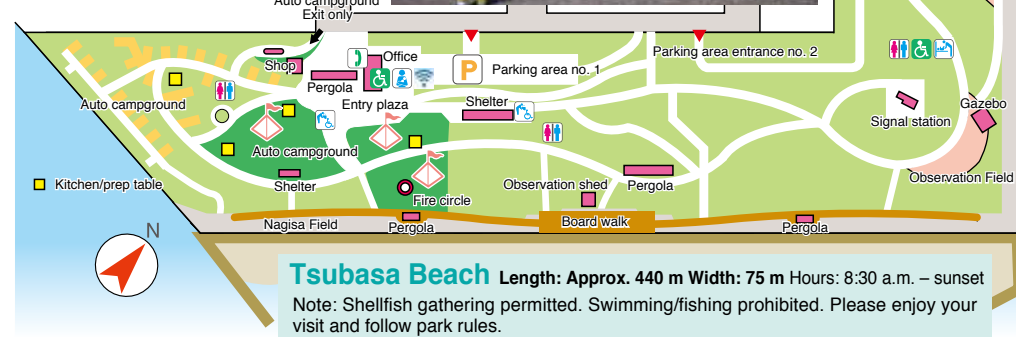 Auto campground
Exit only
Shop
Office
Pergola
P
Parking area no. 1
Parking area entrance no. 2
Auto campground
Entry plaza
Shelter
Signal station
Gazebo
Auto campground
Kitchen/prep table
Shelter
Observation shed
Pergola
Observation Field
Fire circle
Nagisa Field
Pergola
Board walk
Pergola
N
Tsubasa Beach Length: Approx. 440 m Width: 75 m Hours: 8:30 a.m. – sunset
Note: Shellfish gathering permitted. Swimming/fishing prohibited. Please enjoy your
visit and follow park rules.